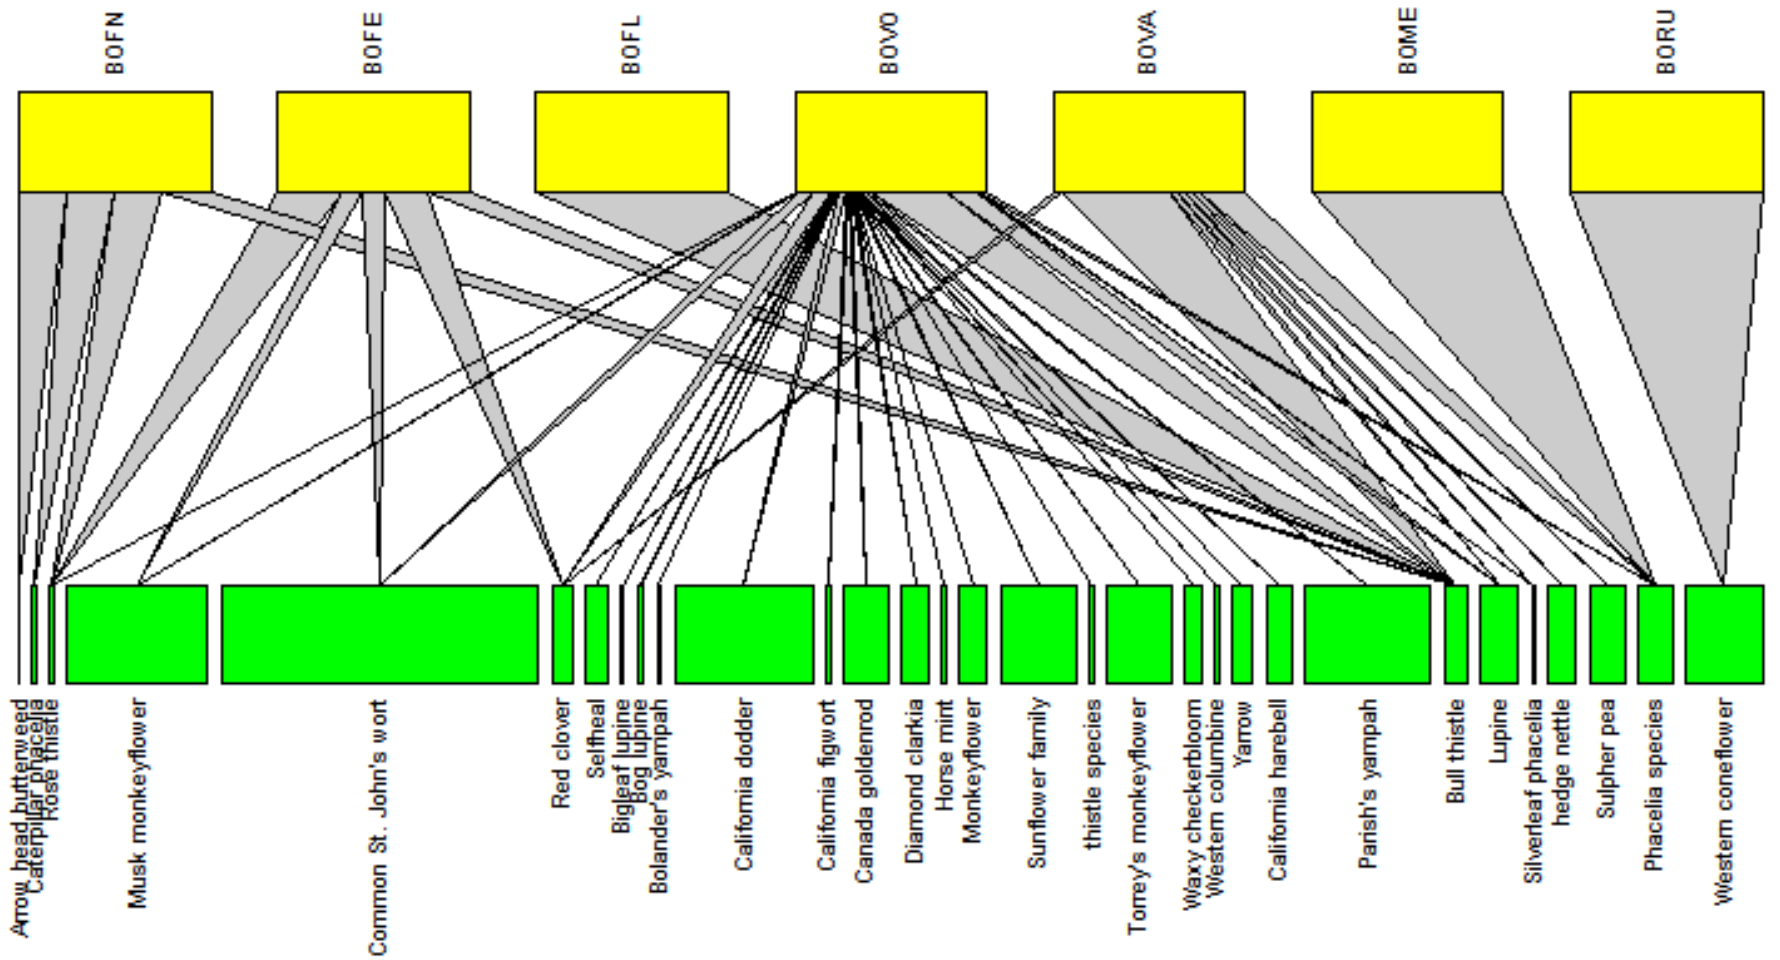 BOFN
BOFE
BOFL
BOVO
BOVA
BOME
BORU
Arrow head butterweed
Caterpillar phacelia
Rose thistle
Musk monkeyflower
Common St. John's wort
Red clover
Selfheal
Bigleaf lupine
Bog lupine
Bolander's yampah
California dodder
California figwort
Canada goldenrod
Diamond clarkia
Horse mint
Monkeyflower
Sunflower family
thistle species
Torrey's monkeyflower
Waxy checkerbloom
Western columbine
Yarrow
California harebell
Parish's yampah
Bull thistle
Lupine
Silverleaf phacelia
hedge nettle
Sulpher pea
Phacelia species
Western coneflower